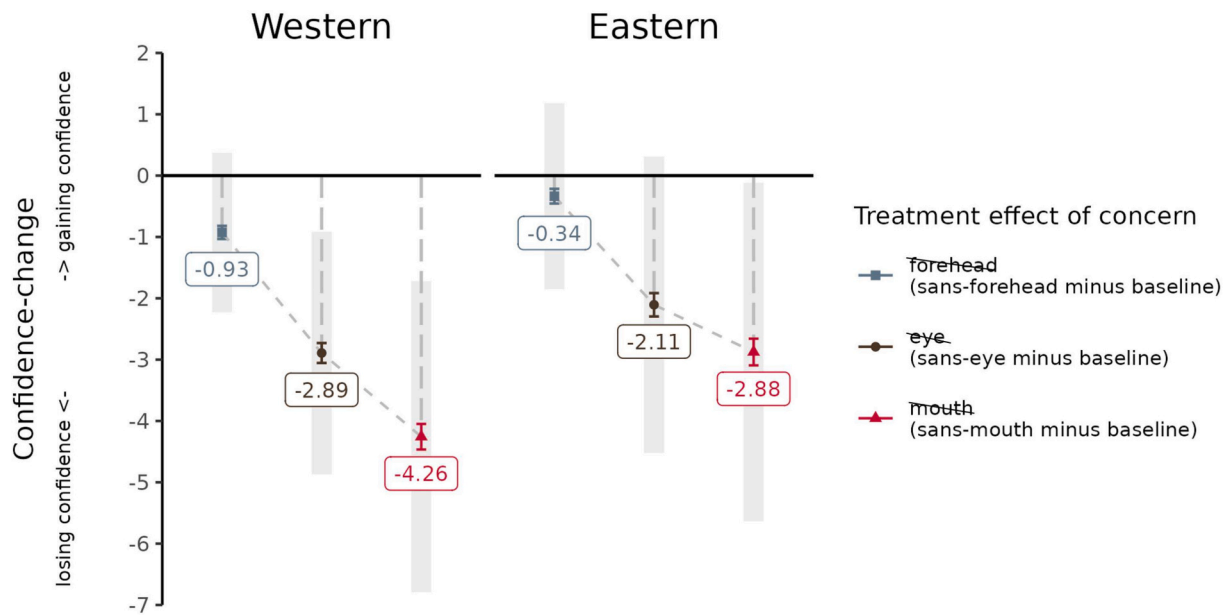 Western
Eastern
Confidence-change
losing confidence <-
-> gaining confidence
2
1
0
-1
-2
-3
-4
-5
-6
-7
-0.93
-2.89
-4.26
-0.34
-2.11
-2.88
Treatment effect of concern
forehead
(sans-forehead minus baseline)
eye
(sans-eye minus baseline)
mouth
(sans-mouth minus baseline)